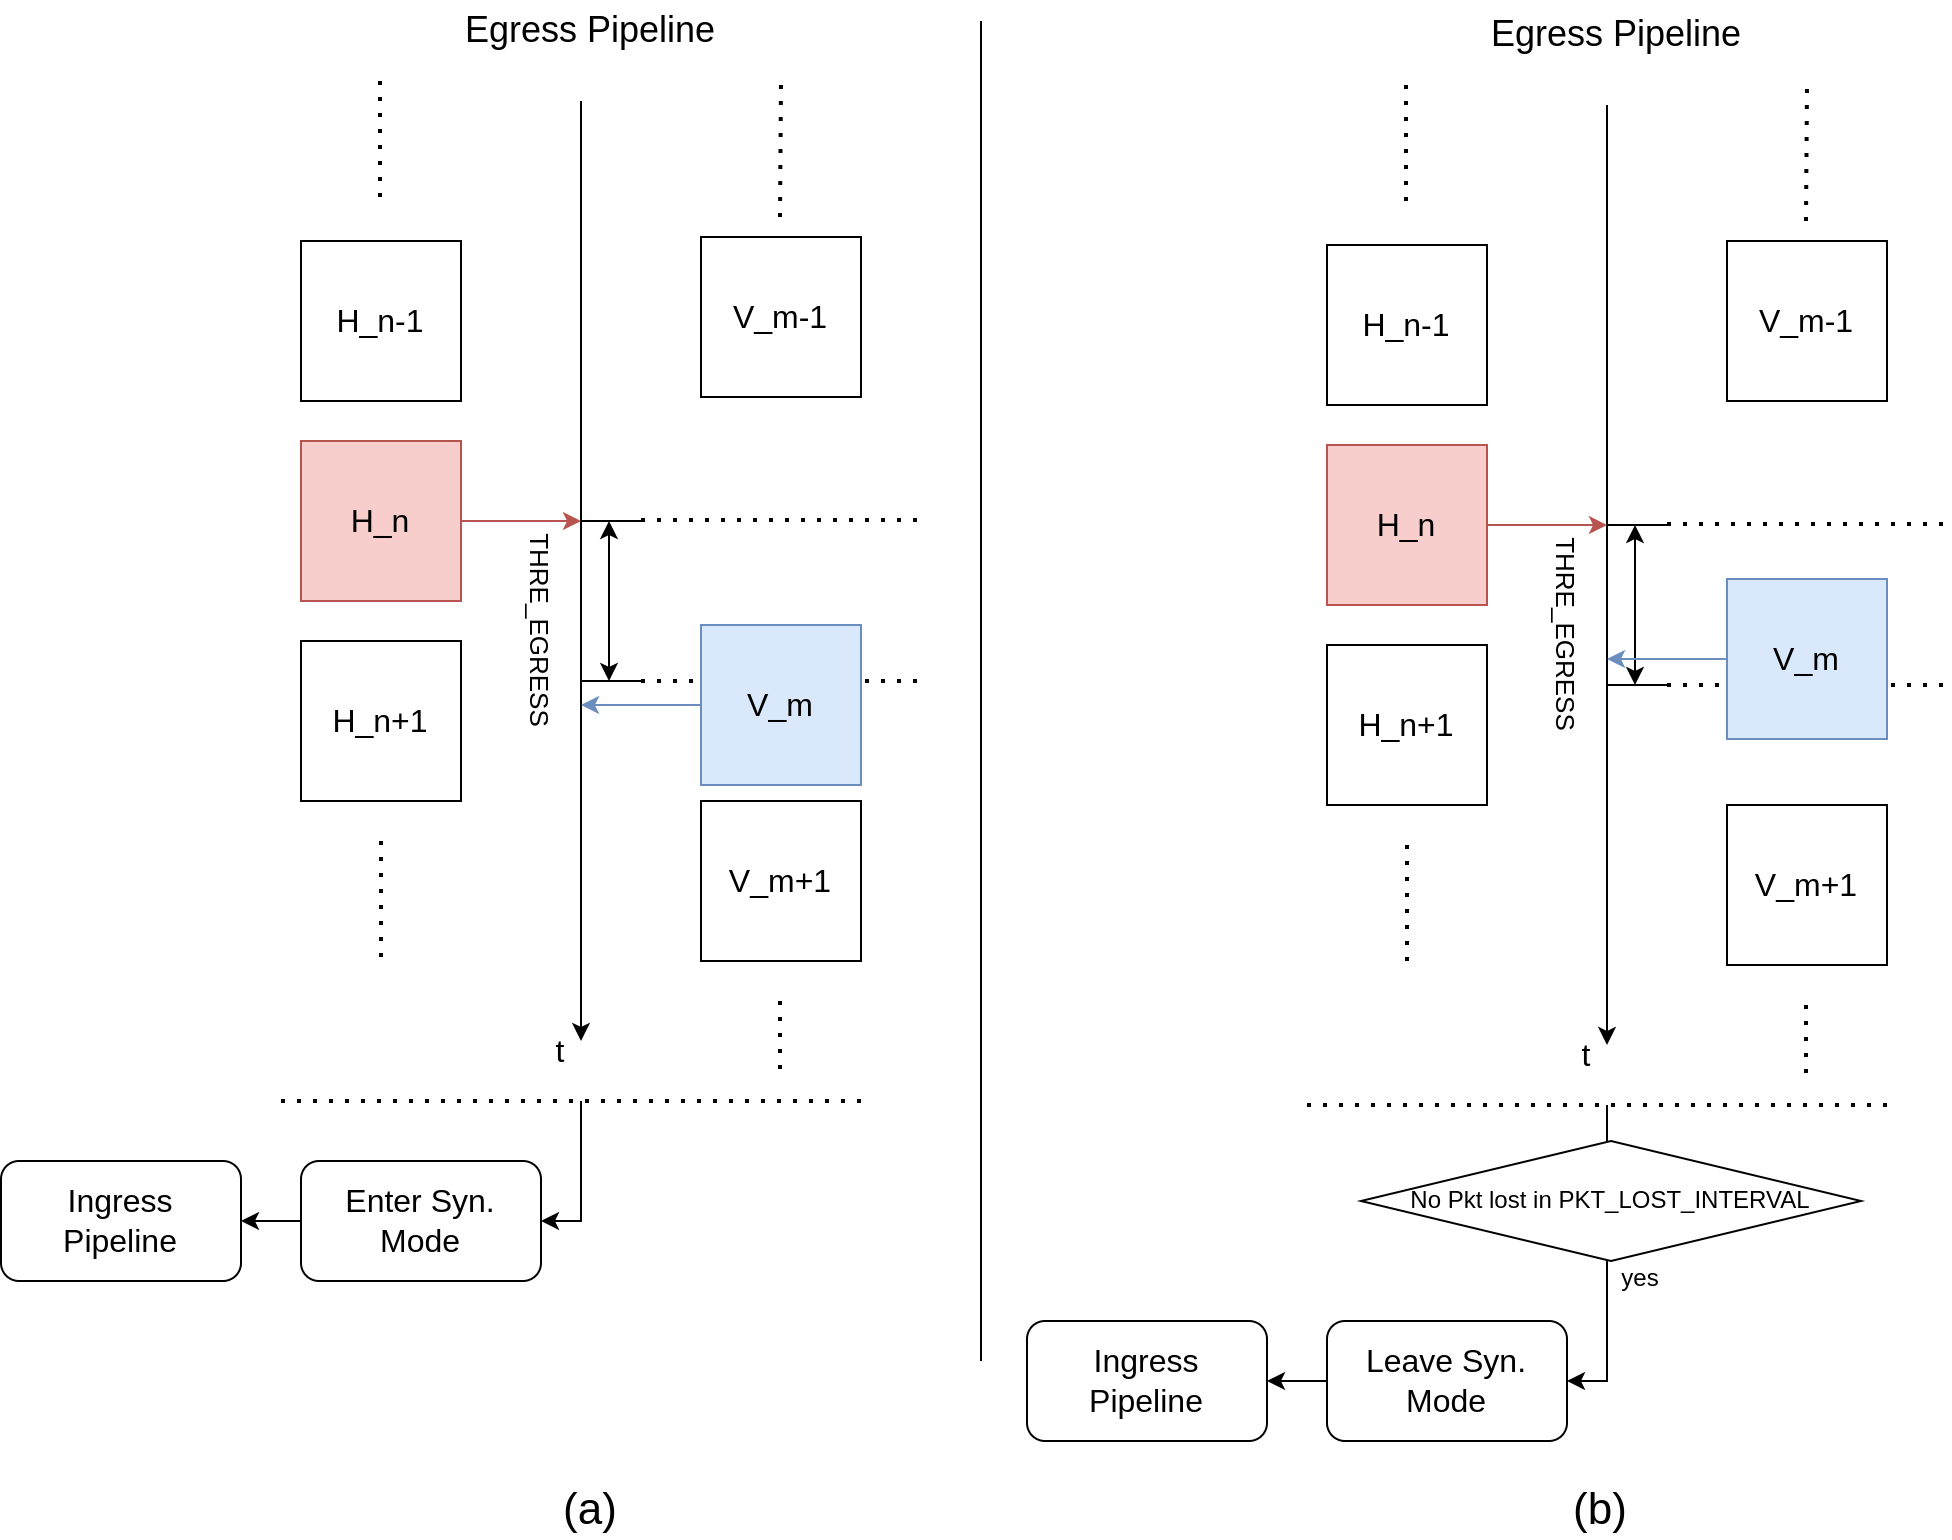 Egress Pipeline
H_n-1
V_m-1
H_n
THRE_EGRESS
V_m
H_n+1
V_m+1
t
Ingress
Pipeline
Enter Syn.
Mode
(a)
Egress Pipeline
H_n-1
V_m-1
H_n
THRE_EGRESS
V_m
H_n+1
V_m+1
t
No Pkt lost in PKT_LOST_INTERVAL
yes
Ingress
Pipeline
Leave Syn.
Mode
(b)